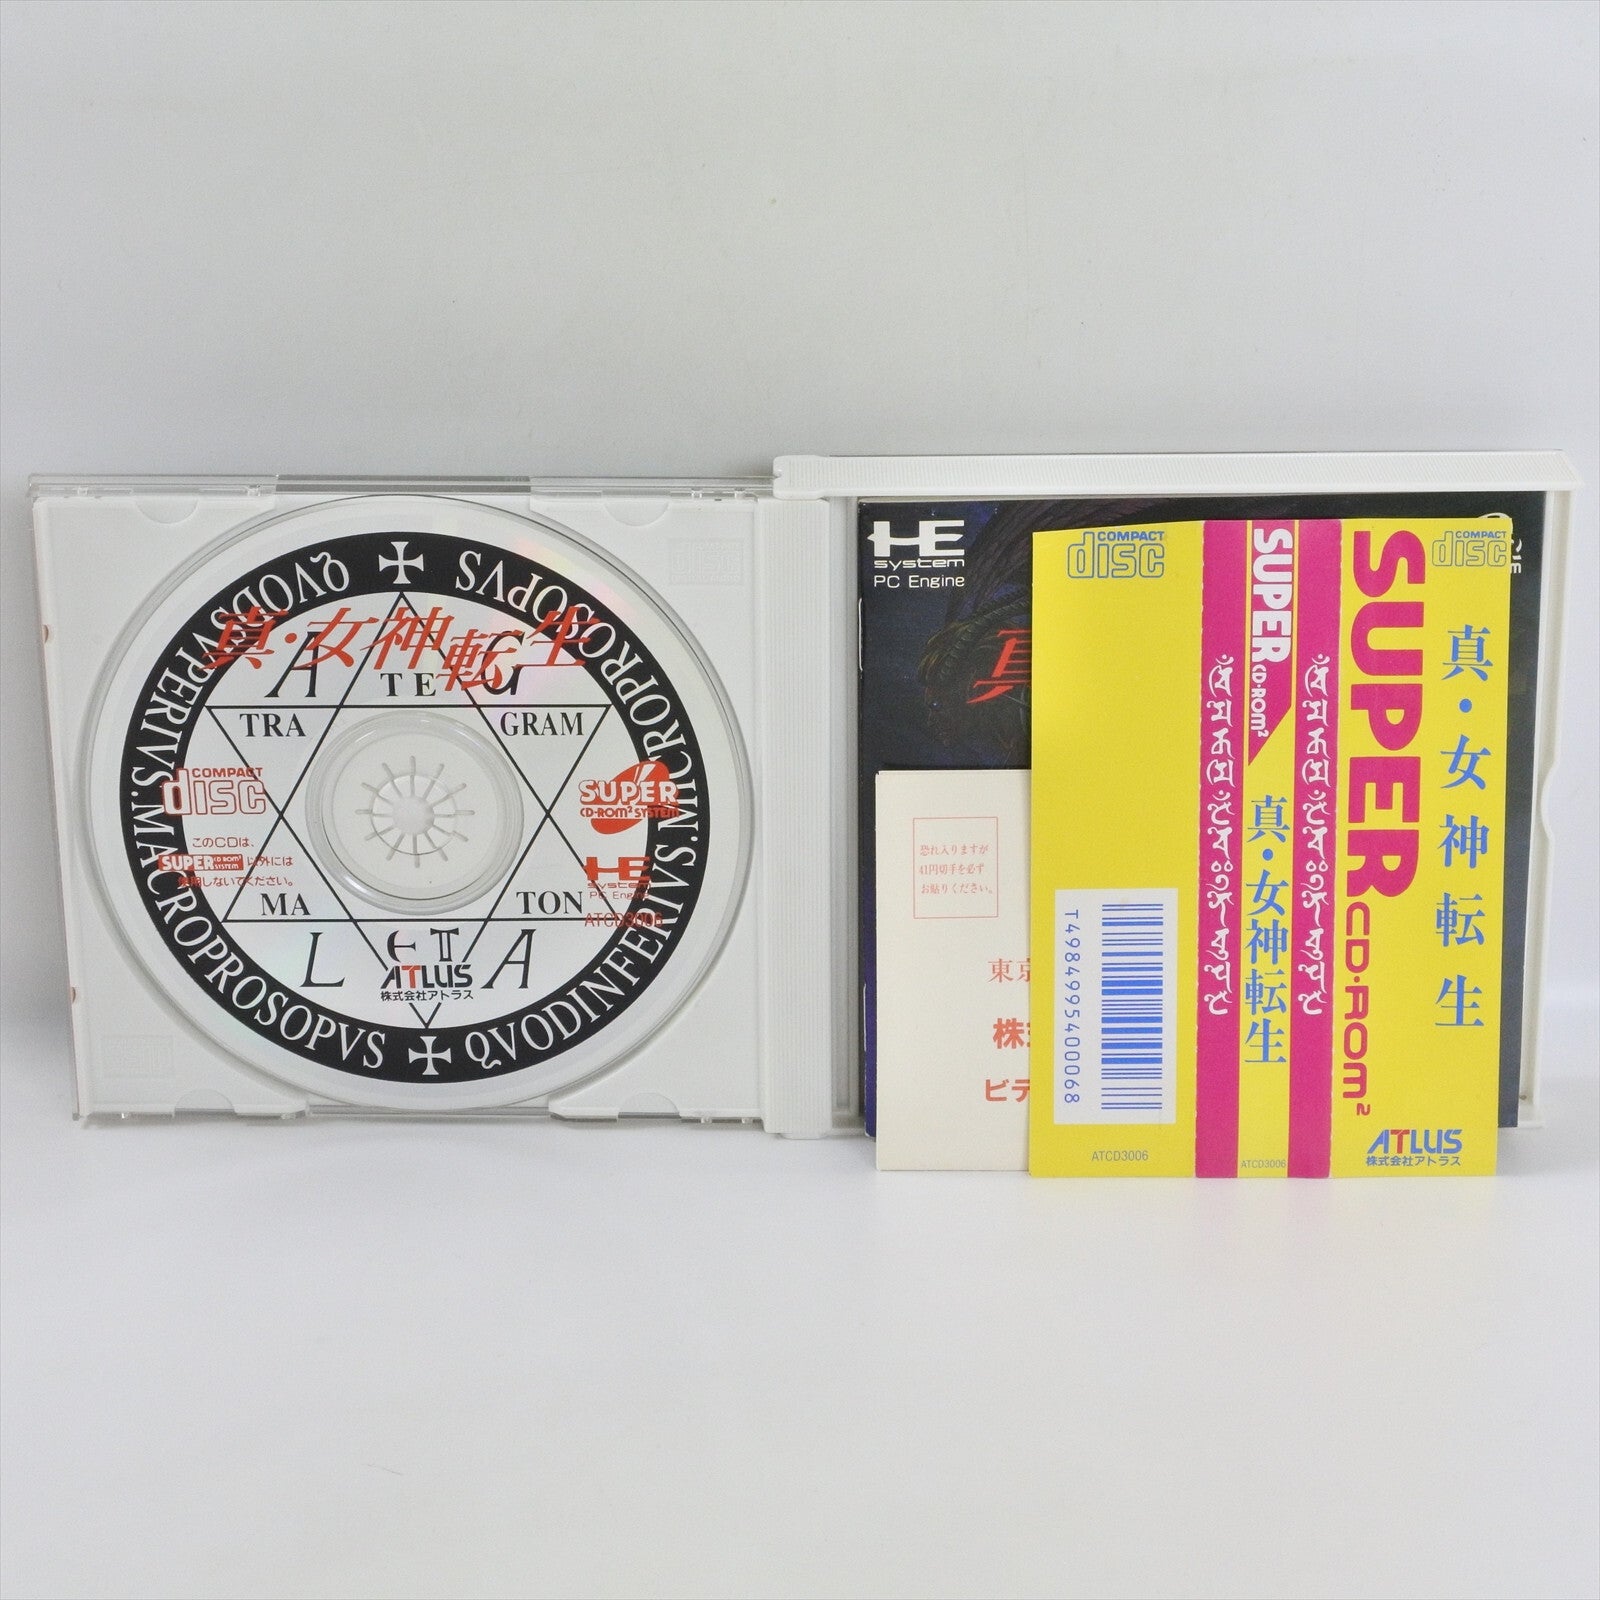 QVODSVPERIVS.MACROPROSOPVS
QVODINFERIVS.MICROPROSOPVS
真・女神転生
A G
TE
TRA GRAM
COMPACT
disc
SUPER
CD-ROM² SYSTEM
このCDは、
SUPER CD-ROM² SYSTEM 以外には
使用しないでください。
HE
system
PC Engine
ATCD3006
MA TON
L A
ATLUS
株式会社アトラス
HE
system
PC Engine
真
恐れ入りますが
41円切手を必ず
お貼りください。
東京
株式
ビデ
COMPACT
disc
T4984995400068
ATCD3006
SUPER CD-ROM²
真・女神転生
ATCD3006
SUPER CD-ROM²
COMPACT
disc
真・女神転生
ATLUS
株式会社アトラス